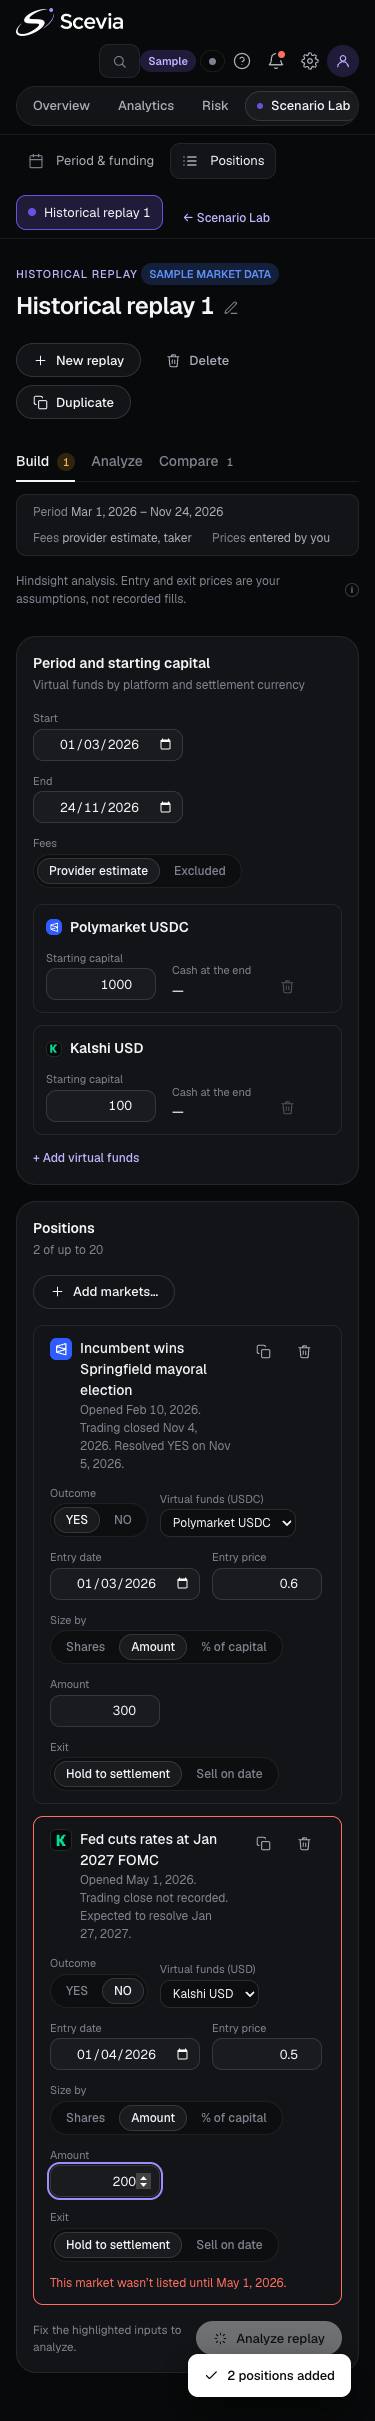 Scevia
Sample
Overview Analytics Risk Scenario Lab
Period & funding Positions
Historical replay 1 ← Scenario Lab
HISTORICAL REPLAY SAMPLE MARKET DATA
Historical replay 1
+ New replay Delete
Duplicate
Build 1 Analyze Compare 1
Period Mar 1, 2026 – Nov 24, 2026
Fees provider estimate, taker Prices entered by you
Hindsight analysis. Entry and exit prices are your
assumptions, not recorded fills.
Period and starting capital
Virtual funds by platform and settlement currency
Start
01/03/2026
End
24/11/2026
Fees
Provider estimate Excluded
Polymarket USDC
Starting capital Cash at the end
1000 —
K Kalshi USD
Starting capital Cash at the end
100 —
+ Add virtual funds
Positions
2 of up to 20
+ Add markets…
Incumbent wins
Springfield mayoral
election
Opened Feb 10, 2026.
Trading closed Nov 4,
2026. Resolved YES on Nov
5, 2026.
Outcome Virtual funds (USDC)
YES NO Polymarket USDC
Entry date Entry price
01/03/2026 0.6
Size by
Shares Amount % of capital
Amount
300
Exit
Hold to settlement Sell on date
K Fed cuts rates at Jan
2027 FOMC
Opened May 1, 2026.
Trading close not recorded.
Expected to resolve Jan
27, 2027.
Outcome Virtual funds (USD)
YES NO Kalshi USD
Entry date Entry price
01/04/2026 0.5
Size by
Shares Amount % of capital
Amount
200
Exit
Hold to settlement Sell on date
This market wasn't listed until May 1, 2026.
Fix the highlighted inputs to
analyze.
Analyze replay
2 positions added